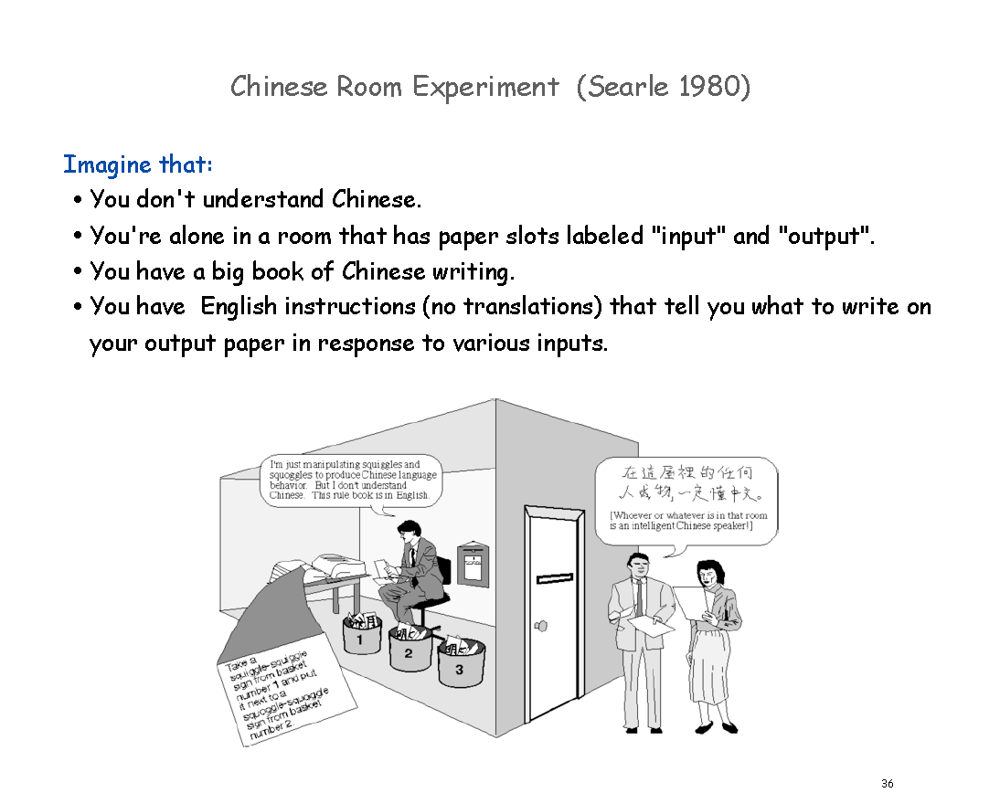 Chinese Room Experiment (Searle 1980)
Imagine that:
• You don't understand Chinese.
• You're alone in a room that has paper slots labeled "input" and "output".
• You have a big book of Chinese writing.
• You have English instructions (no translations) that tell you what to write on
your output paper in response to various inputs.
I'm just manipulating squiggles and
squoggles to produce Chinese language
behavior. But I don't understand
Chinese. This rule book is in English.
在這屋裡的任何
人或物一定懂中文。
[Whoever or whatever is in that room
is an intelligent Chinese speaker!]
1
2
3
Take a
squiggle-squiggle
sign from basket
number 1 and put
it next to a
squoggle-squoggle
sign from basket
number 2.
36